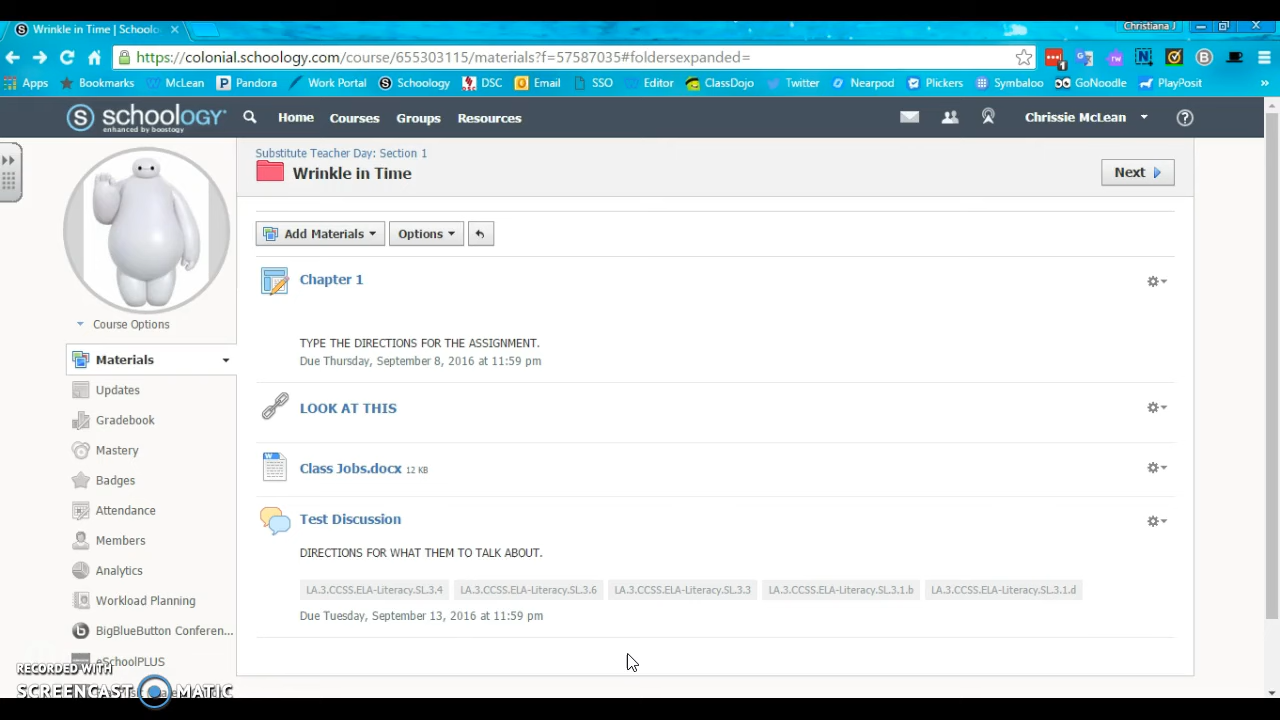 Wrinkle in Time | Schoolo
Christiana J
https://colonial.schoology.com/course/655303115/materials?f=57587035#foldersexpanded=
Apps Bookmarks McLean Pandora Work Portal Schoology DSC Email SSO Editor ClassDojo Twitter Nearpod Plickers Symbaloo GoNoodle PlayPosit »
schoology Home Courses Groups Resources Chrissie McLean
enhanced by boostogy
Substitute Teacher Day: Section 1
Wrinkle in Time
Next
Add Materials Options
Chapter 1
TYPE THE DIRECTIONS FOR THE ASSIGNMENT.
Due Thursday, September 8, 2016 at 11:59 pm
LOOK AT THIS
Class Jobs.docx 12 KB
Test Discussion
DIRECTIONS FOR WHAT THEM TO TALK ABOUT.
LA.3.CCSS.ELA-Literacy.SL.3.4 LA.3.CCSS.ELA-Literacy.SL.3.6 LA.3.CCSS.ELA-Literacy.SL.3.3 LA.3.CCSS.ELA-Literacy.SL.3.1.b LA.3.CCSS.ELA-Literacy.SL.3.1.d
Due Tuesday, September 13, 2016 at 11:59 pm
Course Options
Materials
Updates
Gradebook
Mastery
Badges
Attendance
Members
Analytics
Workload Planning
BigBlueButton Conferen...
eSchoolPLUS
RECORDED WITH
SCREENCAST MATIC